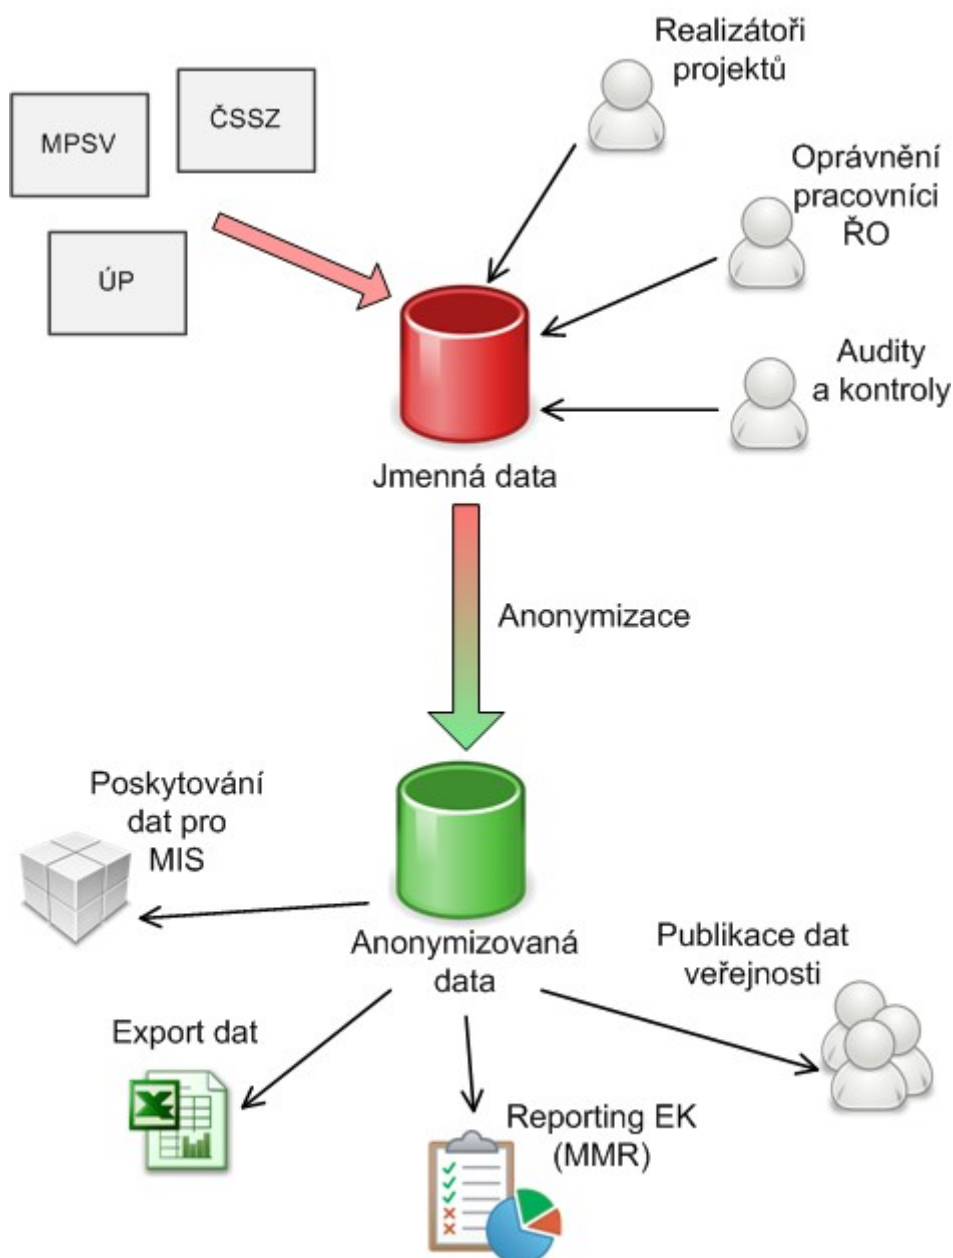 Realizátoři
projektů
MPSV
ČSSZ
ÚP
Oprávnění
pracovníci
ŘO
Audity
a kontroly
Jmenná data
Anonymizace
Poskytování
dat pro
MIS
Anonymizovaná
data
Publikace dat
veřejnosti
Export dat
Reporting EK
(MMR)